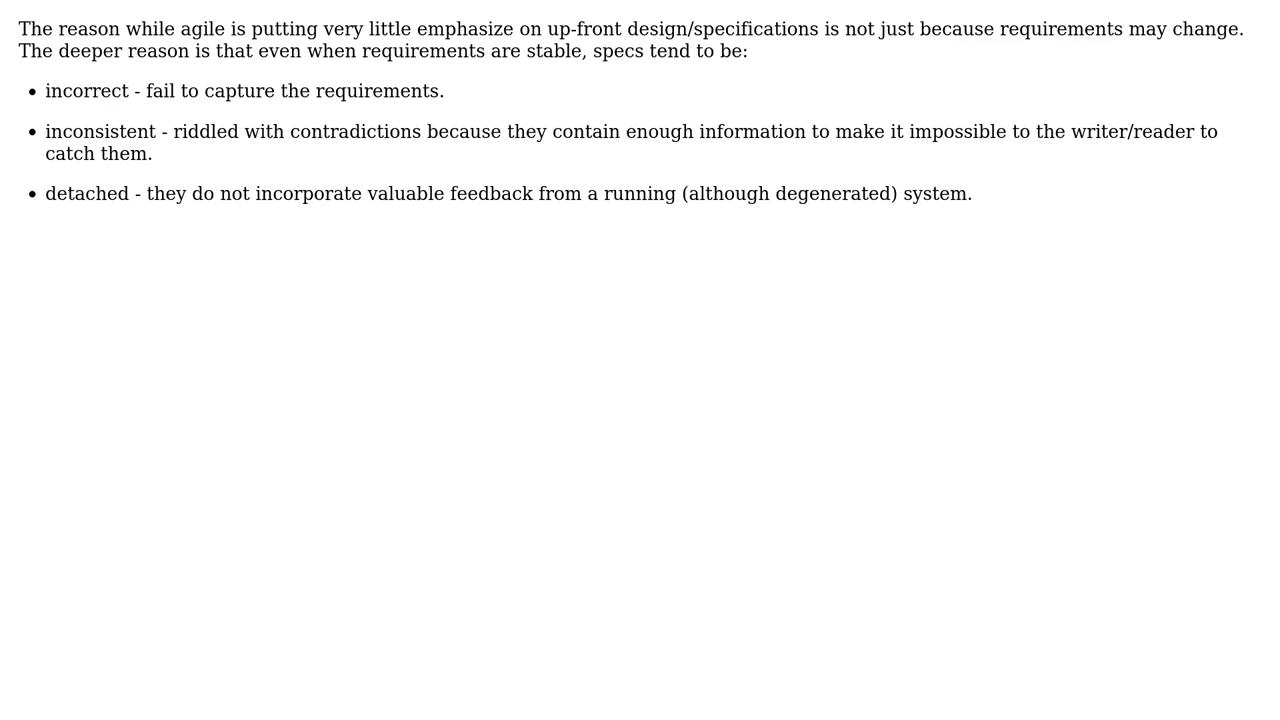 The reason while agile is putting very little emphasize on up-front design/specifications is not just because requirements may change.
The deeper reason is that even when requirements are stable, specs tend to be:
• incorrect - fail to capture the requirements.
• inconsistent - riddled with contradictions because they contain enough information to make it impossible to the writer/reader to
catch them.
• detached - they do not incorporate valuable feedback from a running (although degenerated) system.